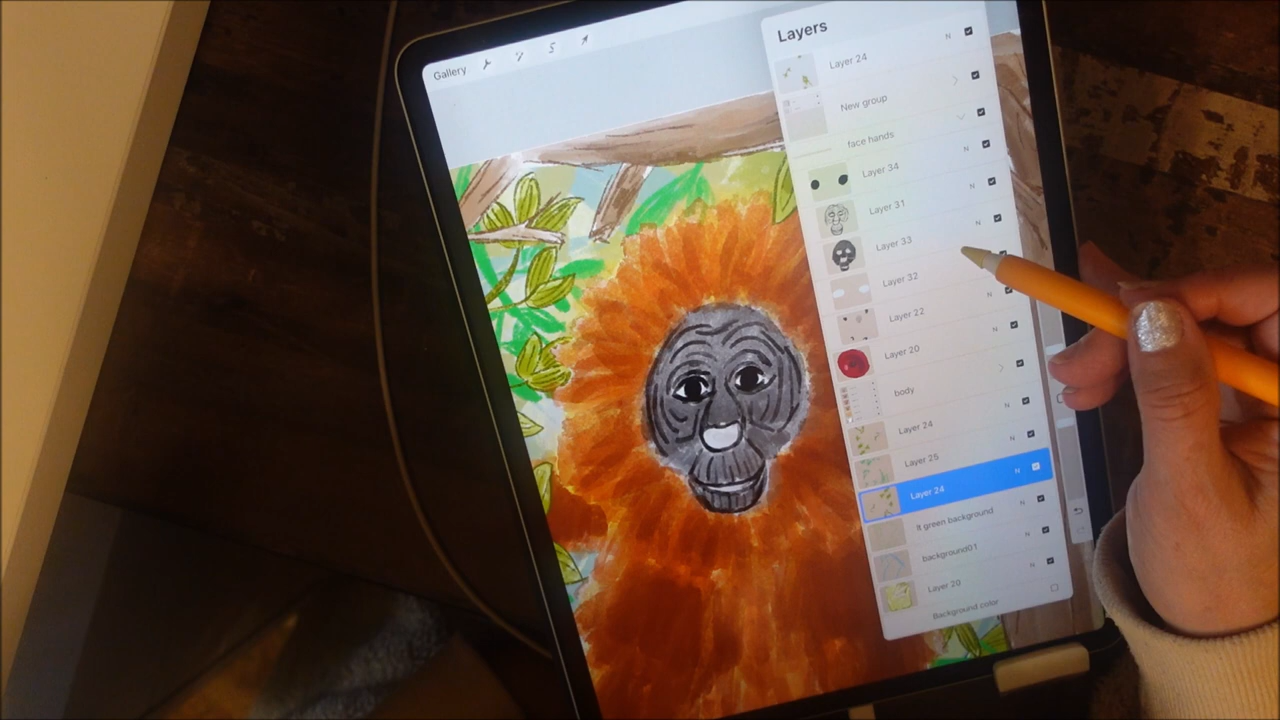 Gallery
Layers
Layer 24
N
New group
face hands
Layer 34
N
Layer 31
N
Layer 33
N
Layer 32
Layer 22
N
Layer 20
N
body
Layer 24
N
Layer 25
N
Layer 24
N
lt green background
N
background01
N
Layer 20
N
Background color